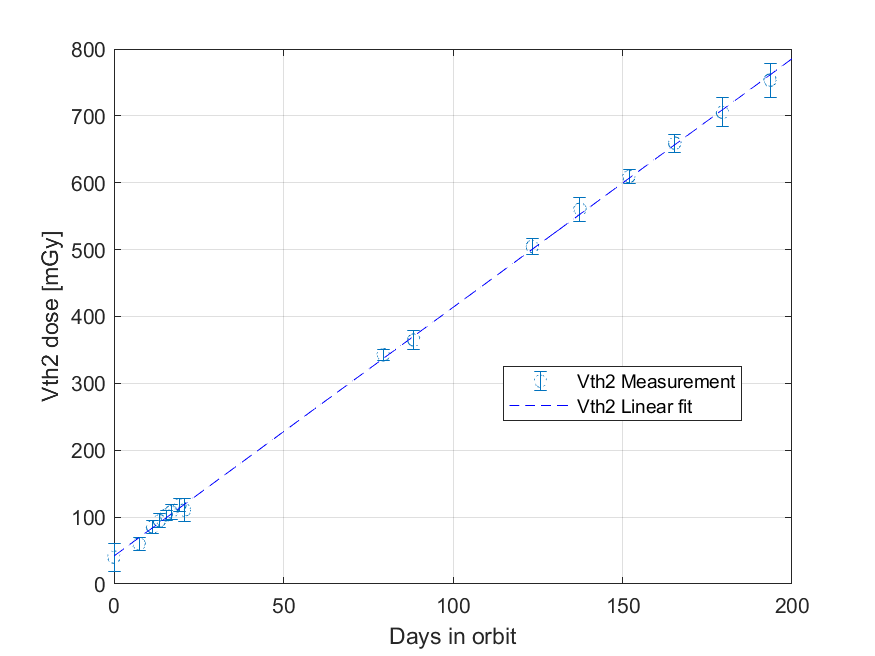 800
700
600
500
400
300
200
100
0
Vth2 dose [mGy]
Vth2 Measurement
Vth2 Linear fit
0 50 100 150 200
Days in orbit